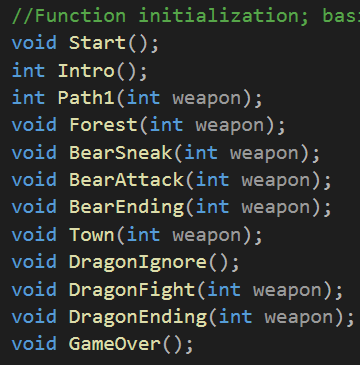 //Function initialization; basi
void Start();
int Intro();
int Path1(int weapon);
void Forest(int weapon);
void BearSneak(int weapon);
void BearAttack(int weapon);
void BearEnding(int weapon);
void Town(int weapon);
void DragonIgnore();
void DragonFight(int weapon);
void DragonEnding(int weapon);
void GameOver();